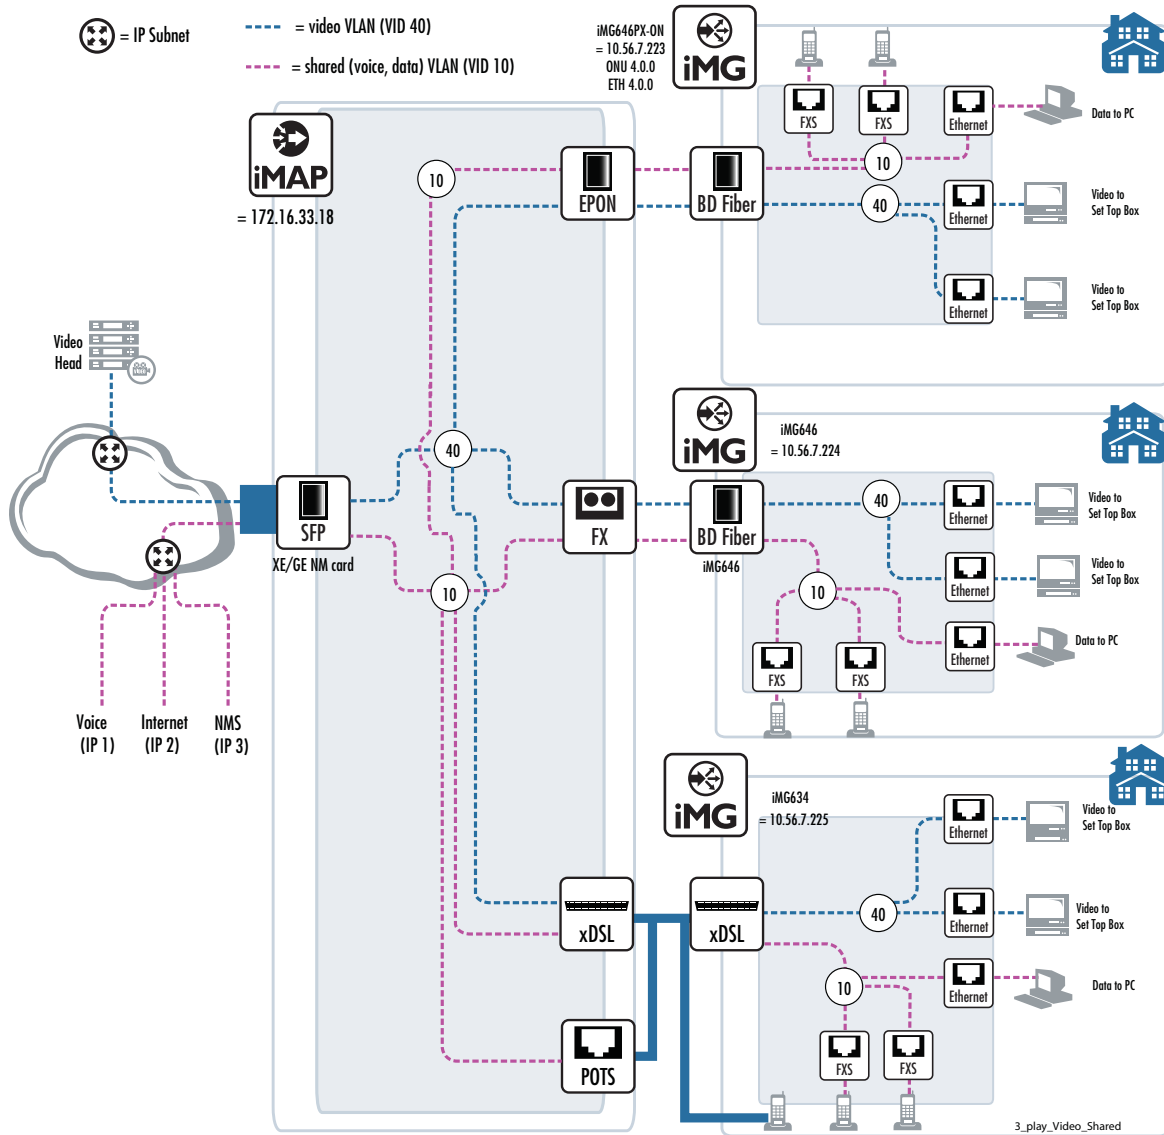 = IP Subnet
= video VLAN (VID 40)
= shared (voice, data) VLAN (VID 10)
iMAP
= 172.16.33.18
Video
Head
SFP
XE/GE NM card
Voice
(IP 1)
Internet
(IP 2)
NMS
(IP 3)
10
40
10
EPON
FX
xDSL
POTS
iMG646PX-ON
= 10.56.7.223
ONU 4.0.0
ETH 4.0.0
iMG
BD Fiber
FXS
FXS
Ethernet
Data to PC
10
40
Ethernet
Video to
Set Top Box
Ethernet
Video to
Set Top Box
iMG
iMG646
= 10.56.7.224
BD Fiber
iMG646
40
Ethernet
Video to
Set Top Box
Ethernet
Video to
Set Top Box
10
Ethernet
Data to PC
FXS
FXS
iMG
iMG634
= 10.56.7.225
xDSL
Ethernet
Video to
Set Top Box
40
Ethernet
Video to
Set Top Box
10
Ethernet
Data to PC
FXS
FXS
3_play_Video_Shared